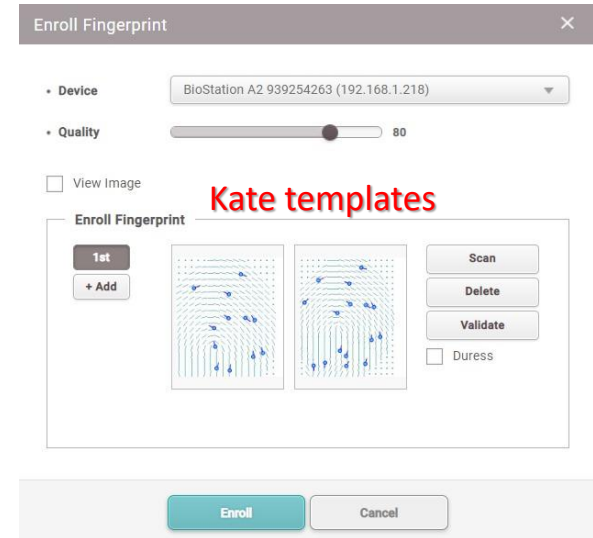 Enroll Fingerprint ×
• Device BioStation A2 939254263 (192.168.1.218)
• Quality 80
View Image
Kate templates
Enroll Fingerprint
1st
+ Add
Scan
Delete
Validate
Duress
Enroll Cancel